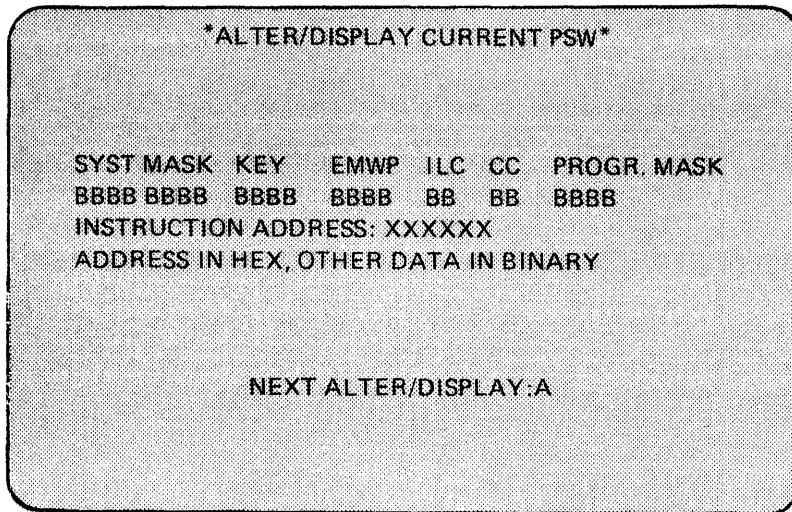 *ALTER/DISPLAY CURRENT PSW*
SYST MASK KEY EMWP ILC CC PROGR. MASK
BBBB BBBB BBBB BBBB BB BB BBBB
INSTRUCTION ADDRESS: XXXXXX
ADDRESS IN HEX, OTHER DATA IN BINARY
NEXT ALTER/DISPLAY:A